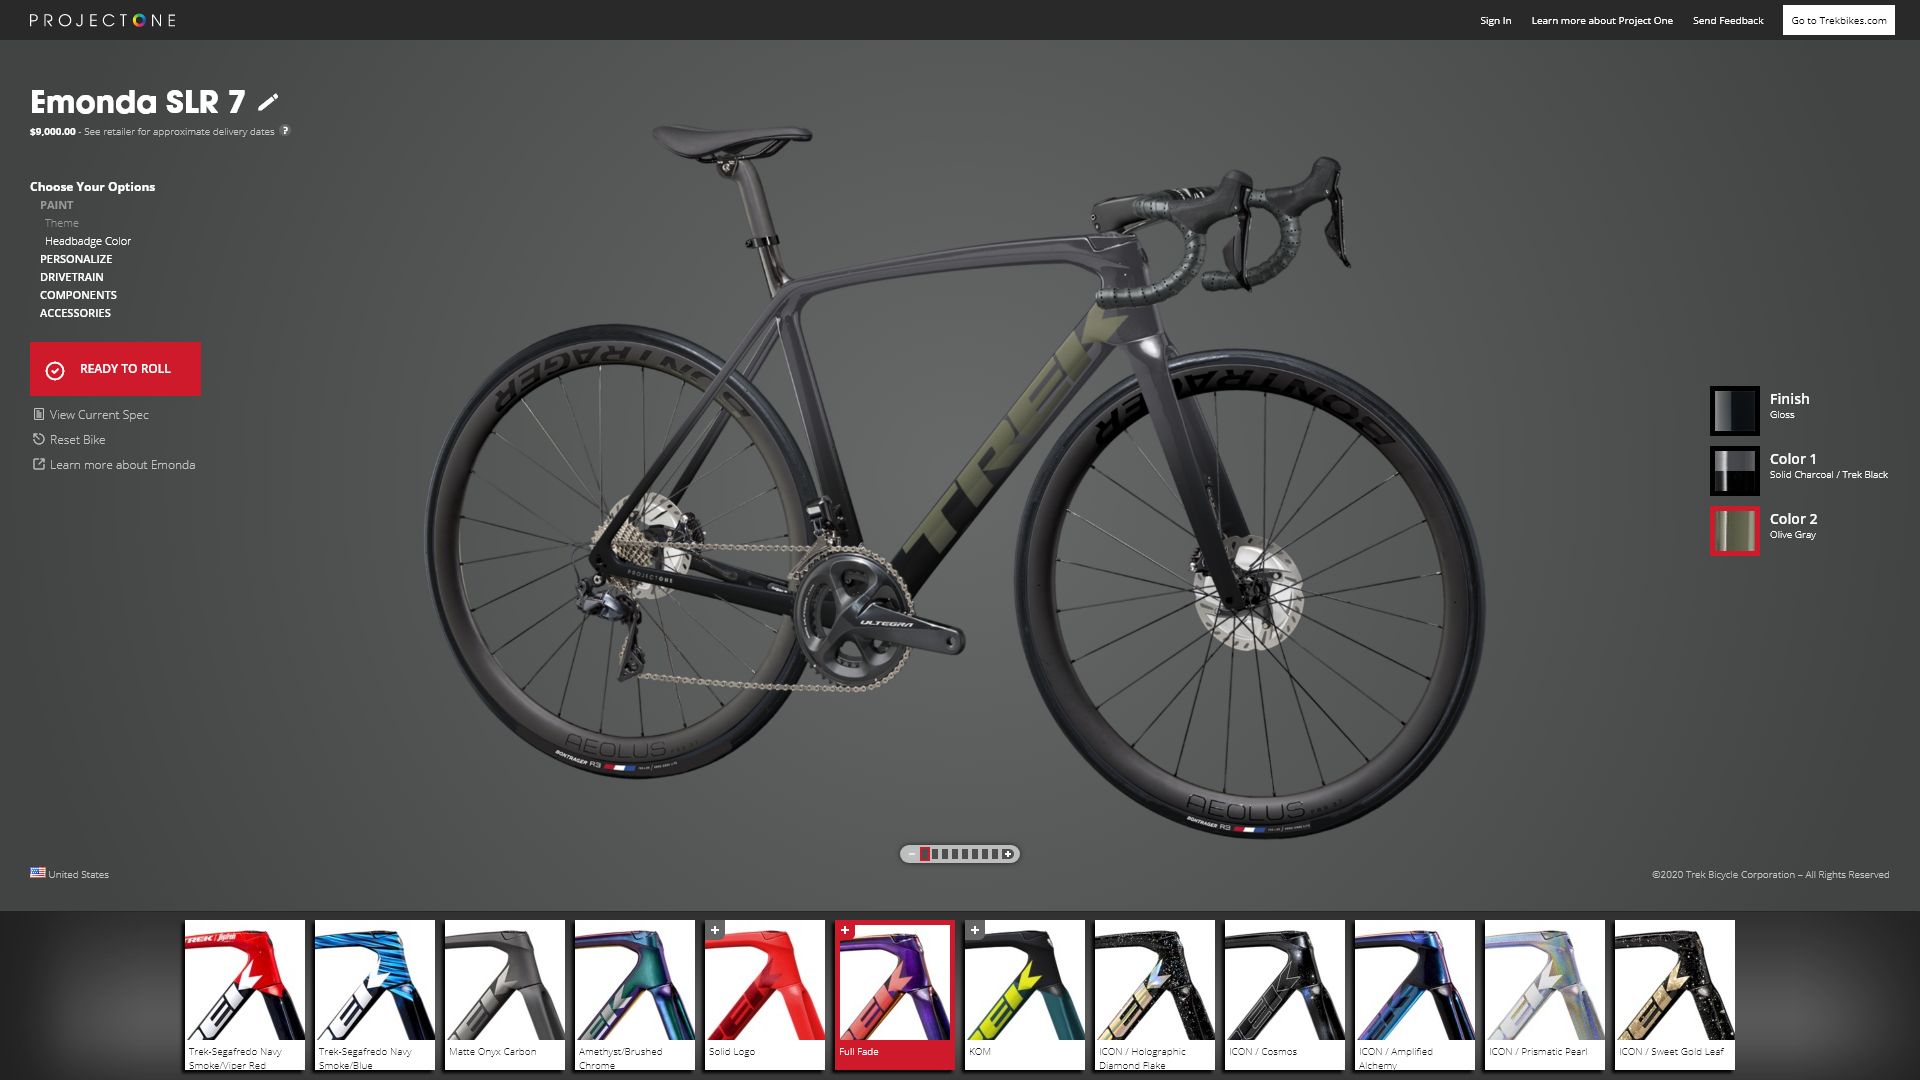 PROJECTONE
Sign In
Learn more about Project One
Send Feedback
Go to Trekbikes.com
Emonda SLR 7
$9,000.00 - See retailer for approximate delivery dates ?
Choose Your Options
PAINT
Theme
Headbadge Color
PERSONALIZE
DRIVETRAIN
COMPONENTS
ACCESSORIES
READY TO ROLL
View Current Spec
Reset Bike
Learn more about Emonda
BONTRAGER
TREK
BONTRAGER
PROJECTONE
ULTEGRA
AEOLUS
BONTRAGER R3
AEOLUS
BONTRAGER R3
Finish
Gloss
Color 1
Solid Charcoal / Trek Black
Color 2
Olive Gray
United States
©2020 Trek Bicycle Corporation – All Rights Reserved
Trek-Segafredo Navy
Smoke/Viper Red
Trek-Segafredo Navy
Smoke/Blue
Matte Onyx Carbon
Amethyst/Brushed
Chrome
Solid Logo
Full Fade
KOM
ICON / Holographic
Diamond Flake
ICON / Cosmos
ICON / Amplified
Alchemy
ICON / Prismatic Pearl
ICON / Sweet Gold Leaf